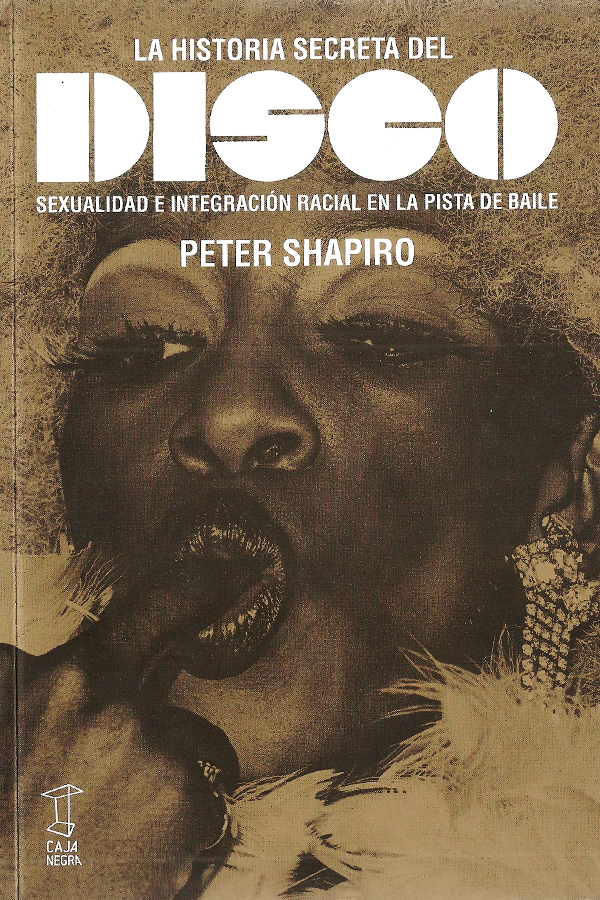 LA HISTORIA SECRETA DEL
DISCO
SEXUALIDAD E INTEGRACIÓN RACIAL EN LA PISTA DE BAILE
PETER SHAPIRO
CAJA
NEGRA